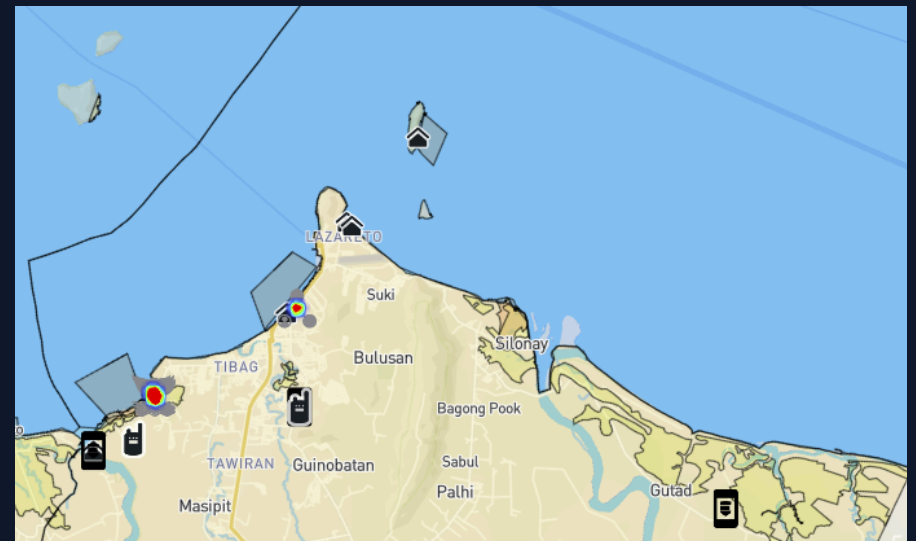 LAZARETO
Suki
Silonay
Bulusan
TIBAG
Bagong Pook
TAWIRAN
Guinobatan
Sabul
Palhi
Gutad
Masipit